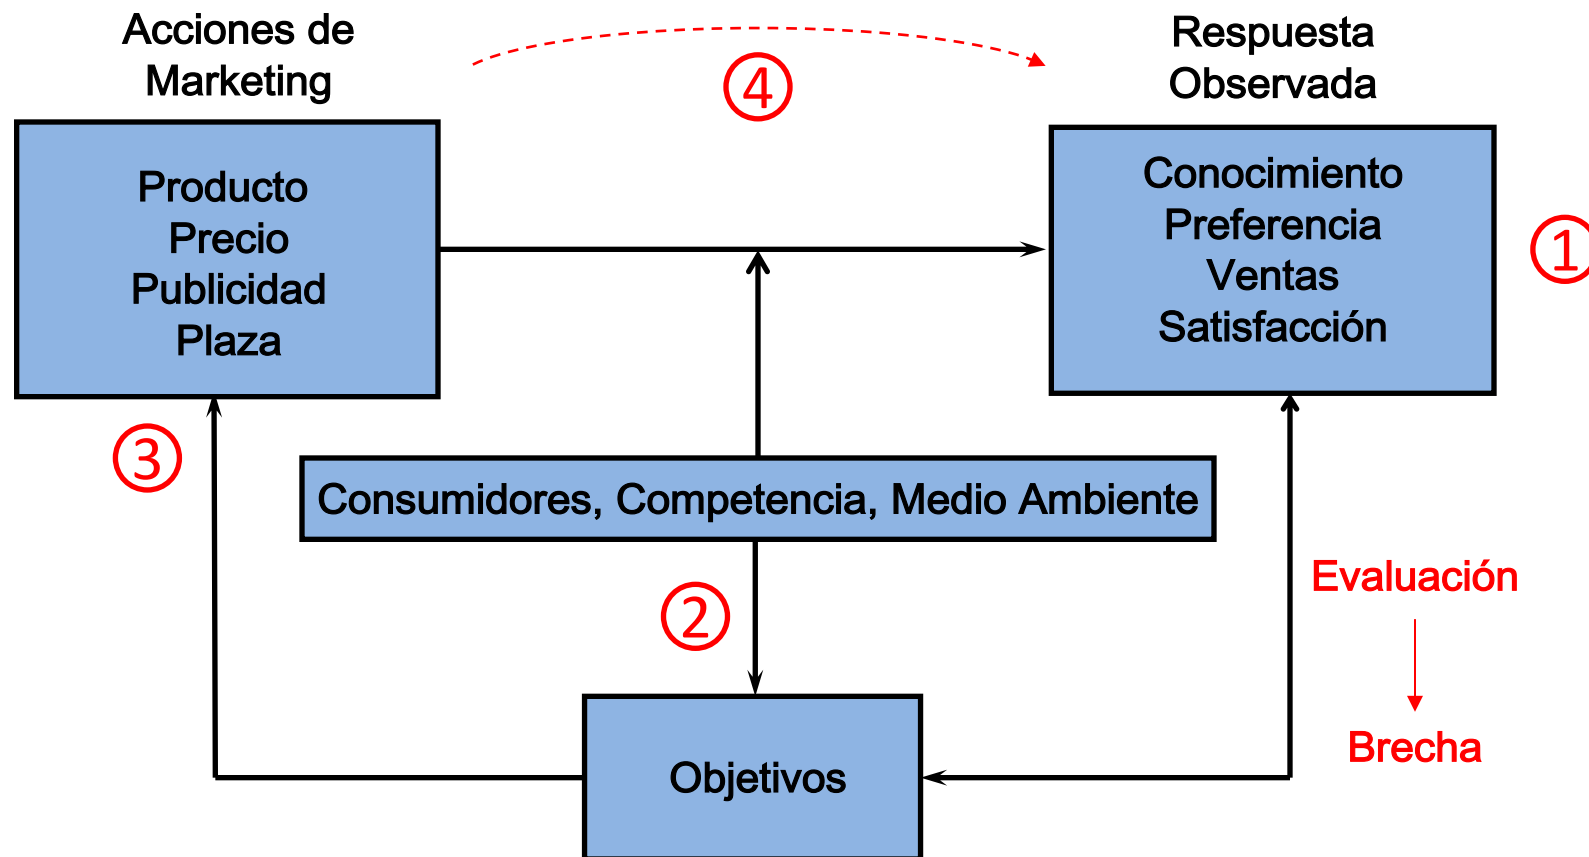 Acciones de
Marketing
④
Respuesta
Observada
Producto
Precio
Publicidad
Plaza
Conocimiento
Preferencia
Ventas
Satisfacción
①
③
Consumidores, Competencia, Medio Ambiente
②
Evaluación
Brecha
Objetivos